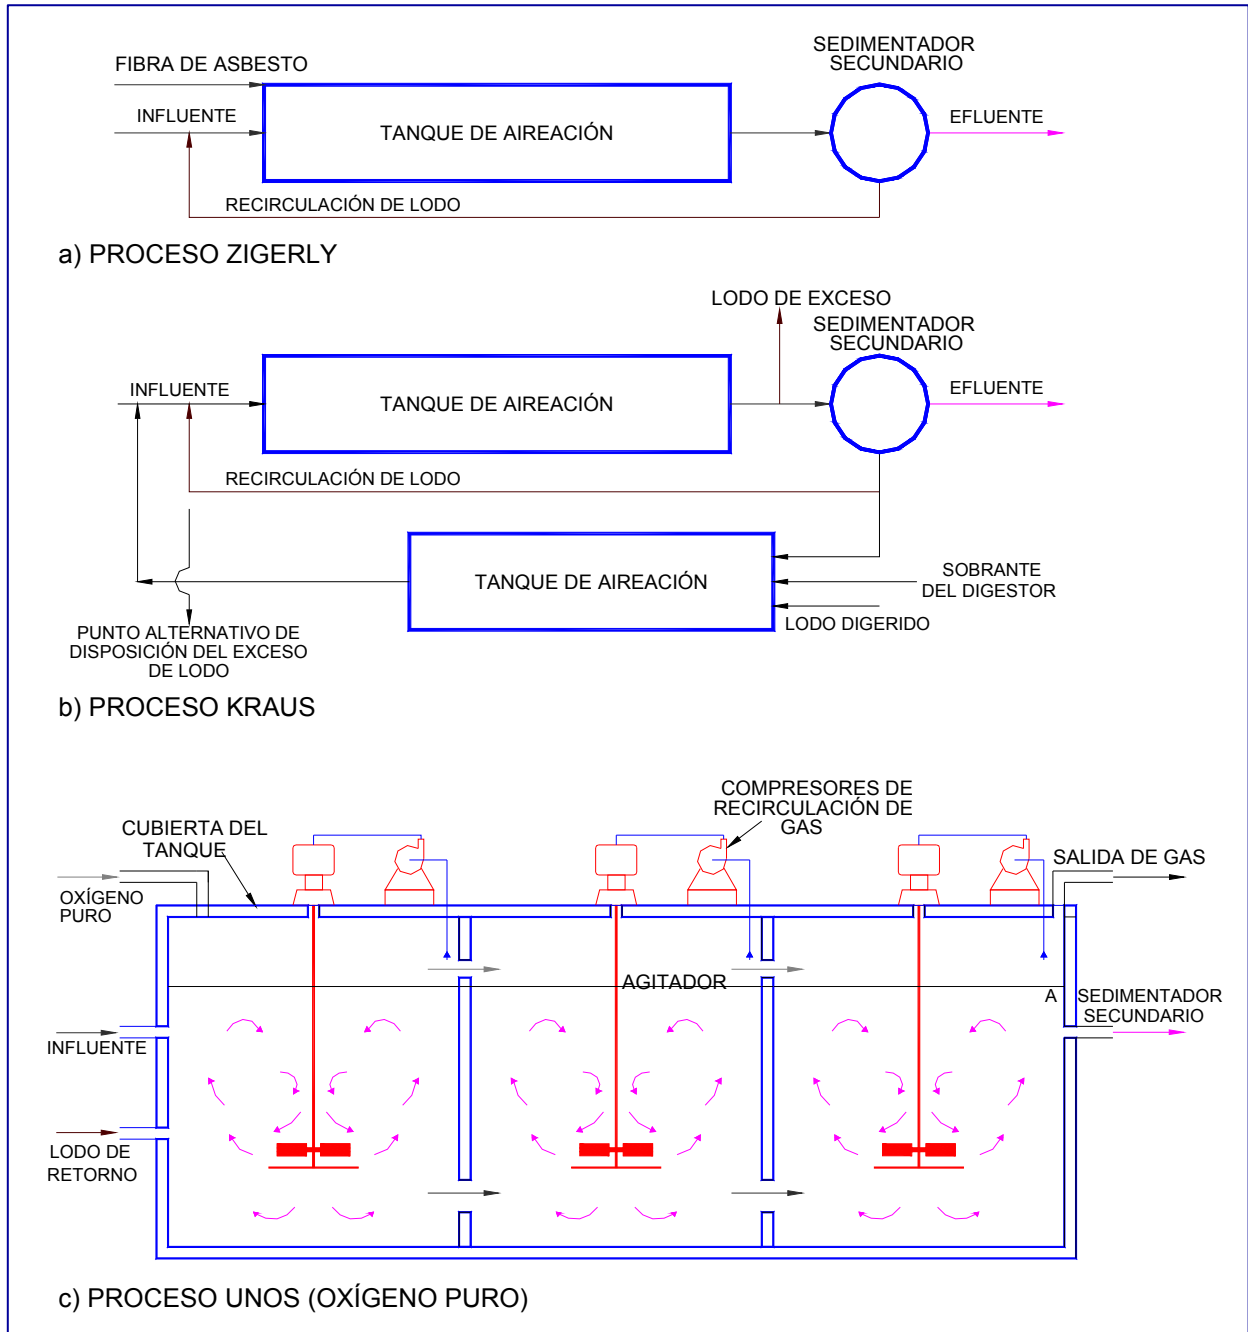 FIBRA DE ASBESTO
SEDIMENTADOR
SECUNDARIO
INFLUENTE
TANQUE DE AIREACIÓN
EFLUENTE
RECIRCULACIÓN DE LODO
a) PROCESO ZIGERLY
LODO DE EXCESO
SEDIMENTADOR
SECUNDARIO
INFLUENTE
TANQUE DE AIREACIÓN
EFLUENTE
RECIRCULACIÓN DE LODO
TANQUE DE AIREACIÓN
SOBRANTE
DEL DIGESTOR
LODO DIGERIDO
PUNTO ALTERNATIVO DE
DISPOSICIÓN DEL EXCESO
DE LODO
b) PROCESO KRAUS
COMPRESORES DE
RECIRCULACIÓN DE
GAS
CUBIERTA DEL
TANQUE
SALIDA DE GAS
OXÍGENO
PURO
AGITADOR
A
SEDIMENTADOR
SECUNDARIO
INFLUENTE
LODO DE
RETORNO
c) PROCESO UNOS (OXÍGENO PURO)